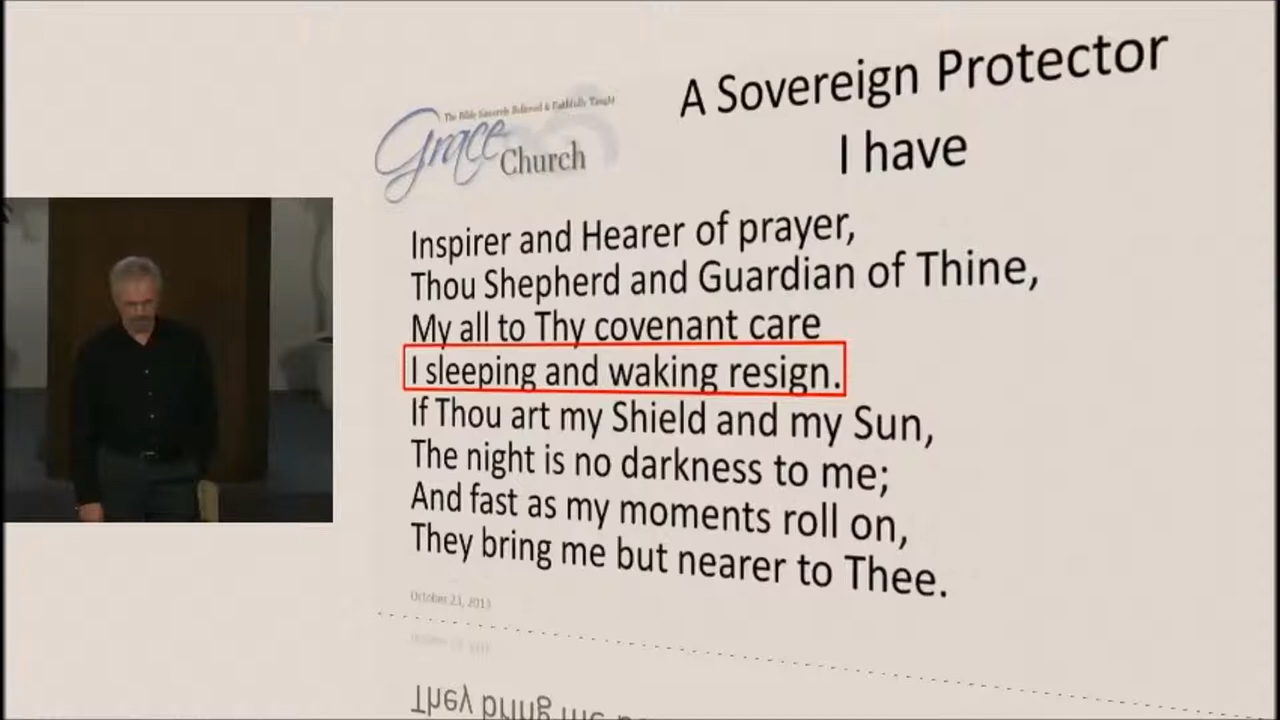 A Sovereign Protector
I have
The Bible Sincerely Believed & Faithfully Taught
Grace
Church
Inspirer and Hearer of prayer,
Thou Shepherd and Guardian of Thine,
My all to Thy covenant care
I sleeping and waking resign.
If Thou art my Shield and my Sun,
The night is no darkness to me;
And fast as my moments roll on,
They bring me but nearer to Thee.
October 23, 2013